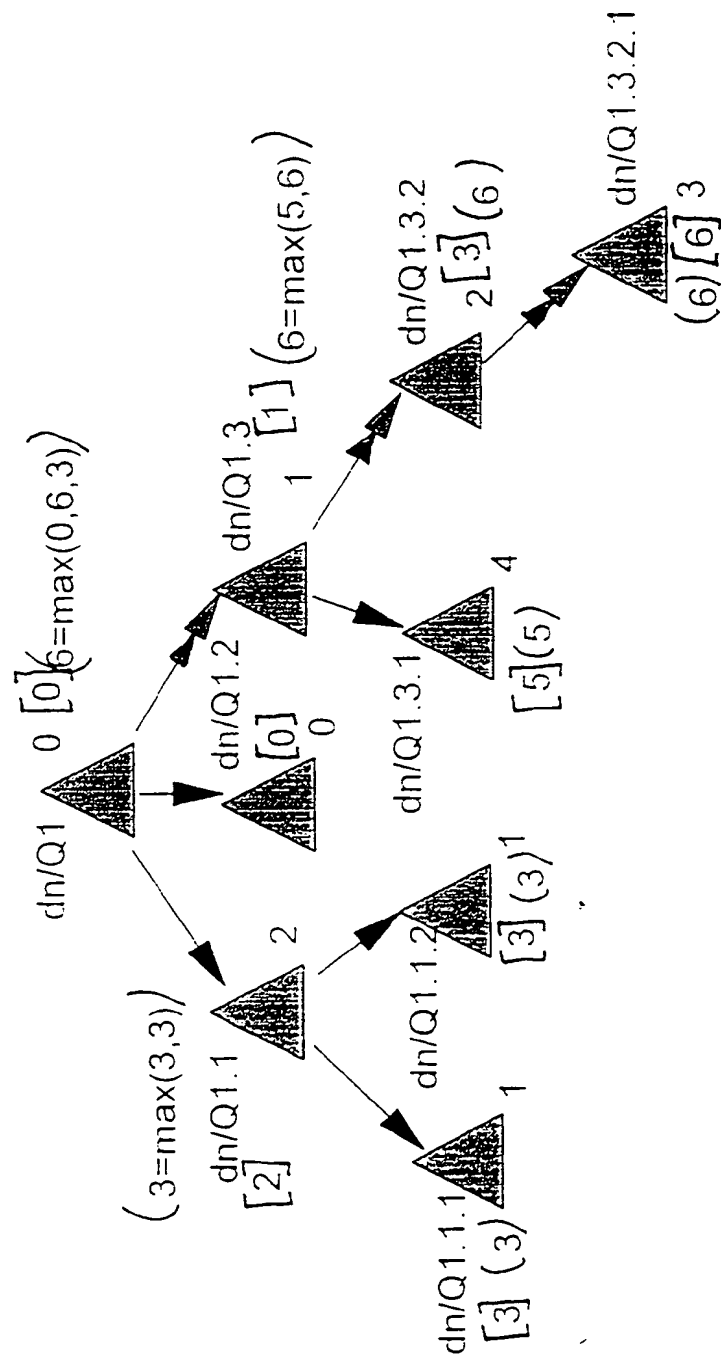 dn/Q1
0 [0] (6=max(0,6,3))
(3=max(3,3))
dn/Q1.1
[2]
2
dn/Q1.2
[0]
0
dn/Q1.3
1
[1] (6=max(5,6))
dn/Q1.1.1
[3] (3)
1
dn/Q1.1.2
[3] (3) 1
dn/Q1.3.1
4
[5] (5)
dn/Q1.3.2
2 [3] (6)
dn/Q1.3.2.1
(6) [6] 3